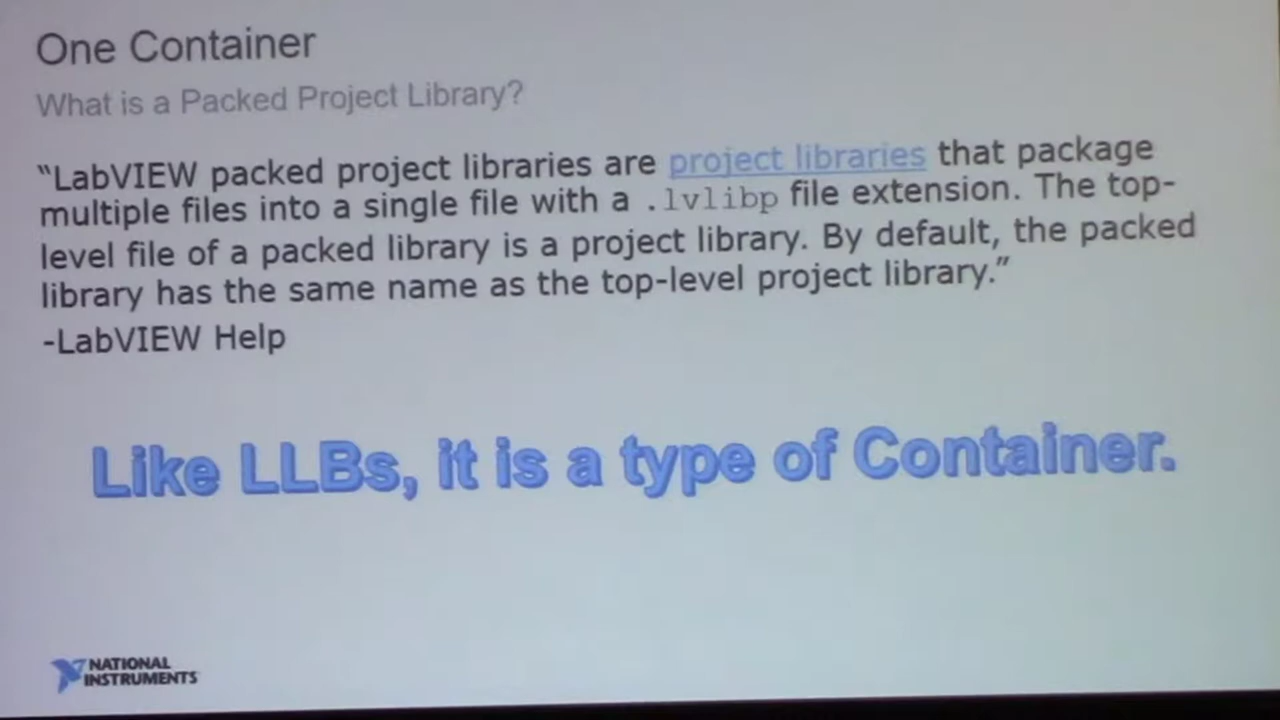 One Container
What is a Packed Project Library?
“LabVIEW packed project libraries are project libraries that package
multiple files into a single file with a .lvlibp file extension. The top-
level file of a packed library is a project library. By default, the packed
library has the same name as the top-level project library.”
-LabVIEW Help
Like LLBs, it is a type of Container.
NATIONAL
INSTRUMENTS